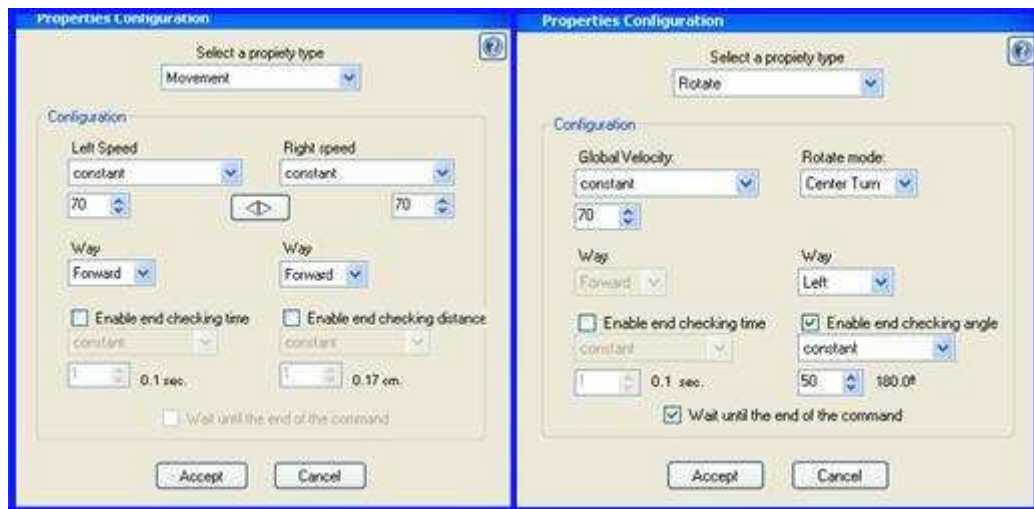 Properties Configuration
Select a propiety type
Movement
Configuration
Left Speed
Right speed
constant
constant
70
70
Way
Way
Forward
Forward
Enable end checking time
Enable end checking distance
constant
constant
1
0.1 sec.
1
0.17 cm.
Wait until the end of the command
Accept
Cancel
Properties Configuration
Select a propiety type
Rotate
Configuration
Global Velocity:
Rotate mode:
constant
Center Turn
70
Way
Way
Forward
Left
Enable end checking time
Enable end checking angle
constant
constant
1
0.1 sec.
50
180.0ª
Wait until the end of the command
Accept
Cancel